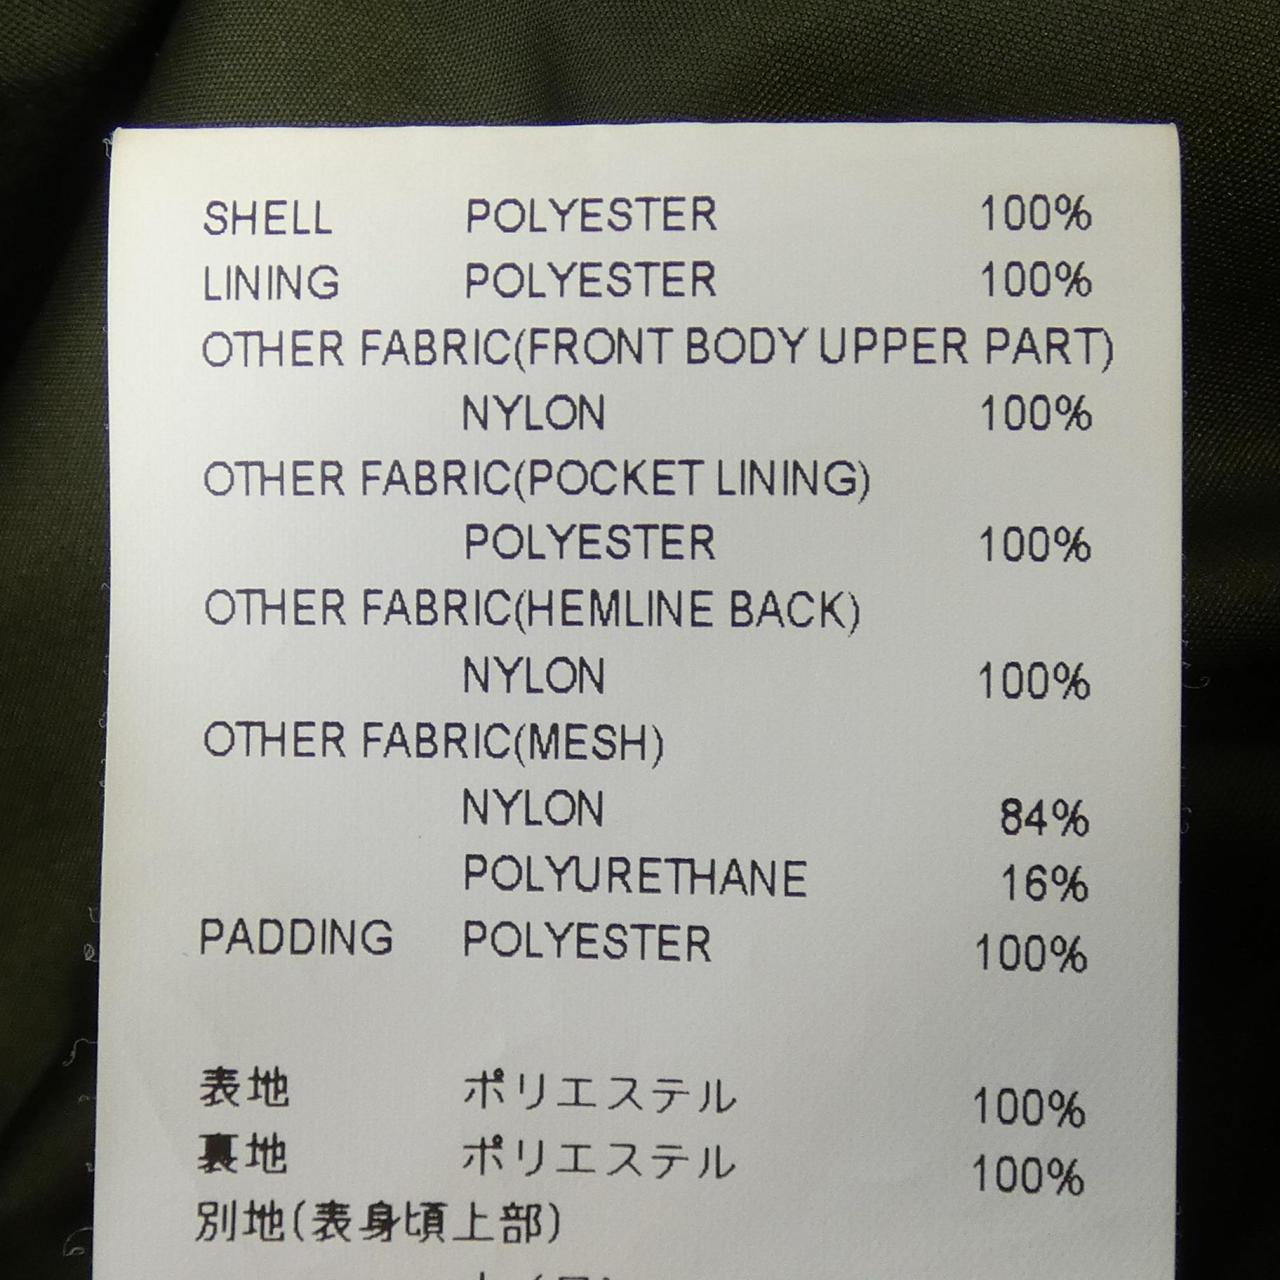 SHELL POLYESTER 100%
LINING POLYESTER 100%
OTHER FABRIC(FRONT BODY UPPER PART)
NYLON 100%
OTHER FABRIC(POCKET LINING)
POLYESTER 100%
OTHER FABRIC(HEMLINE BACK)
NYLON 100%
OTHER FABRIC(MESH)
NYLON 84%
POLYURETHANE 16%
PADDING POLYESTER 100%
表地 ポリエステル 100%
裏地 ポリエステル 100%
別地(表身頃上部)